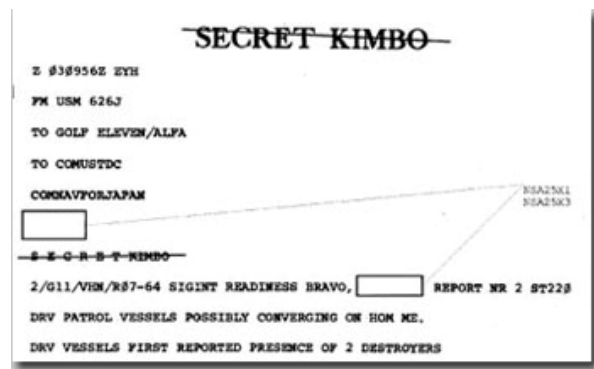 SECRET KIMBO
Z Ø3Ø956Z ZYH
FM USM 626J
TO GOLF ELEVEN/ALFA
TO COMUSTDC
COMNAVFORJAPAN
NSA25X1
NSA25X3
S E C R E T KIMBO
2/G11/VHN/RØ7-64 SIGINT READINESS BRAVO, REPORT NR 2 ST22Ø
DRV PATROL VESSELS POSSIBLY CONVERGING ON HOM ME.
DRV VESSELS FIRST REPORTED PRESENCE OF 2 DESTROYERS